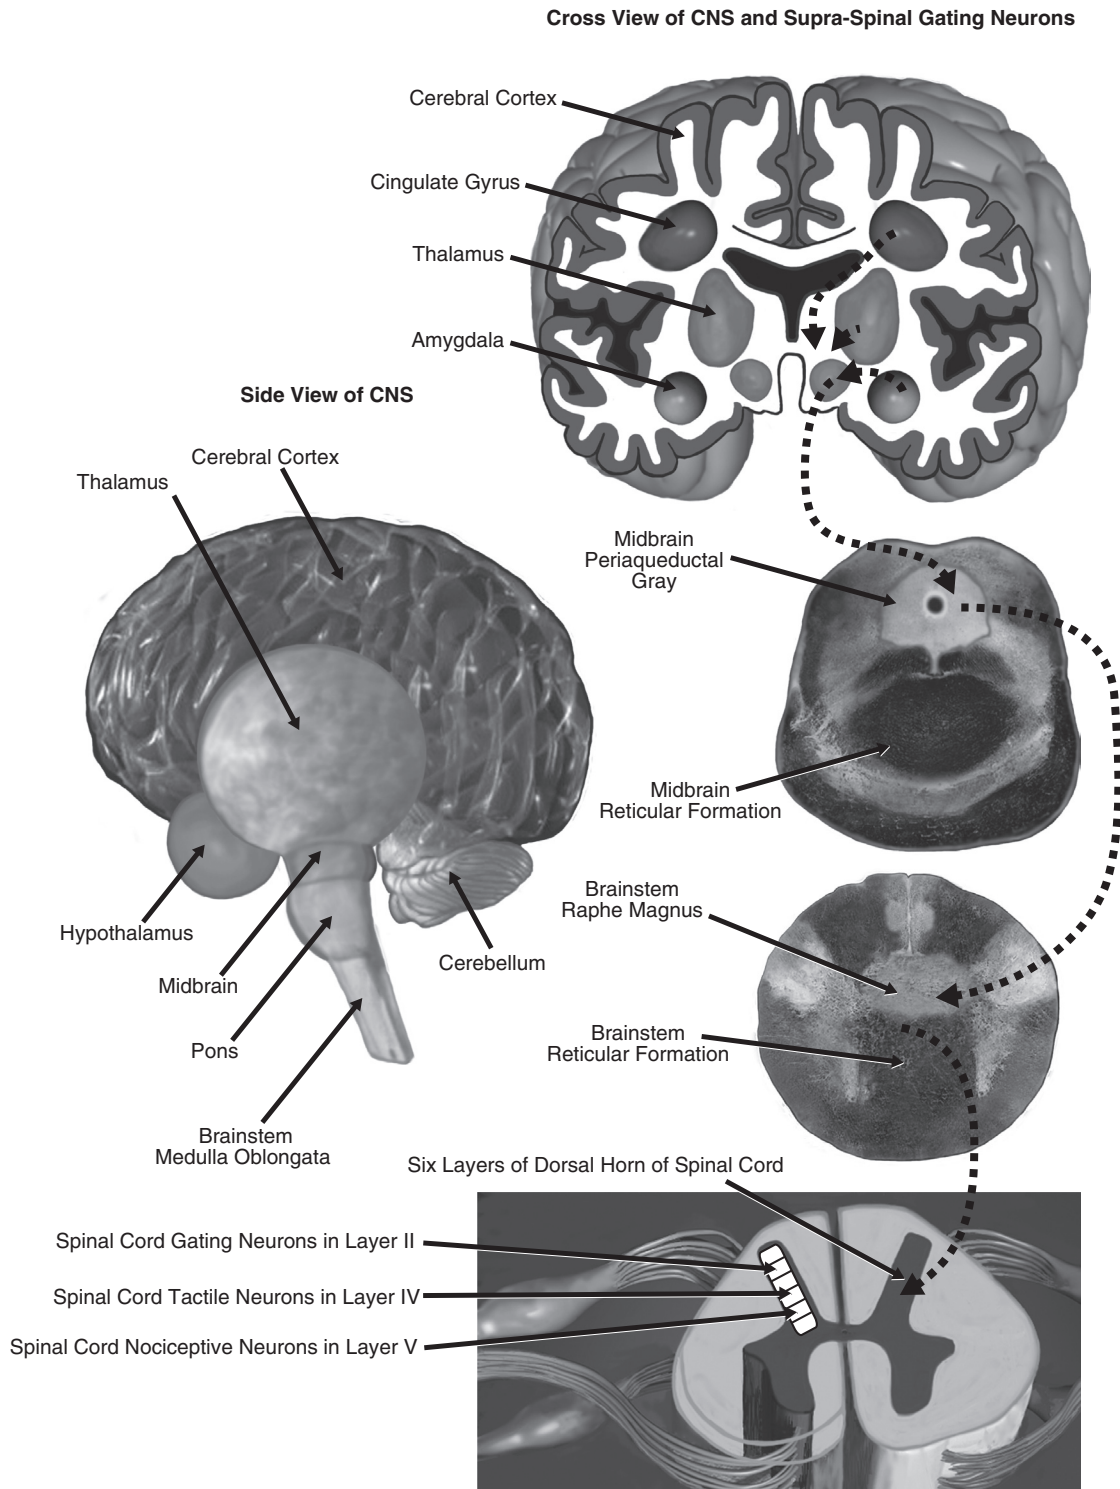 Cross View of CNS and Supra-Spinal Gating Neurons
Cerebral Cortex
Cingulate Gyrus
Thalamus
Amygdala
Side View of CNS
Cerebral Cortex
Thalamus
Midbrain
Periaqueductal
Gray
Midbrain
Reticular Formation
Brainstem
Raphe Magnus
Hypothalamus
Cerebellum
Midbrain
Pons
Brainstem
Reticular Formation
Brainstem
Medulla Oblongata
Six Layers of Dorsal Horn of Spinal Cord
Spinal Cord Gating Neurons in Layer II
Spinal Cord Tactile Neurons in Layer IV
Spinal Cord Nociceptive Neurons in Layer V